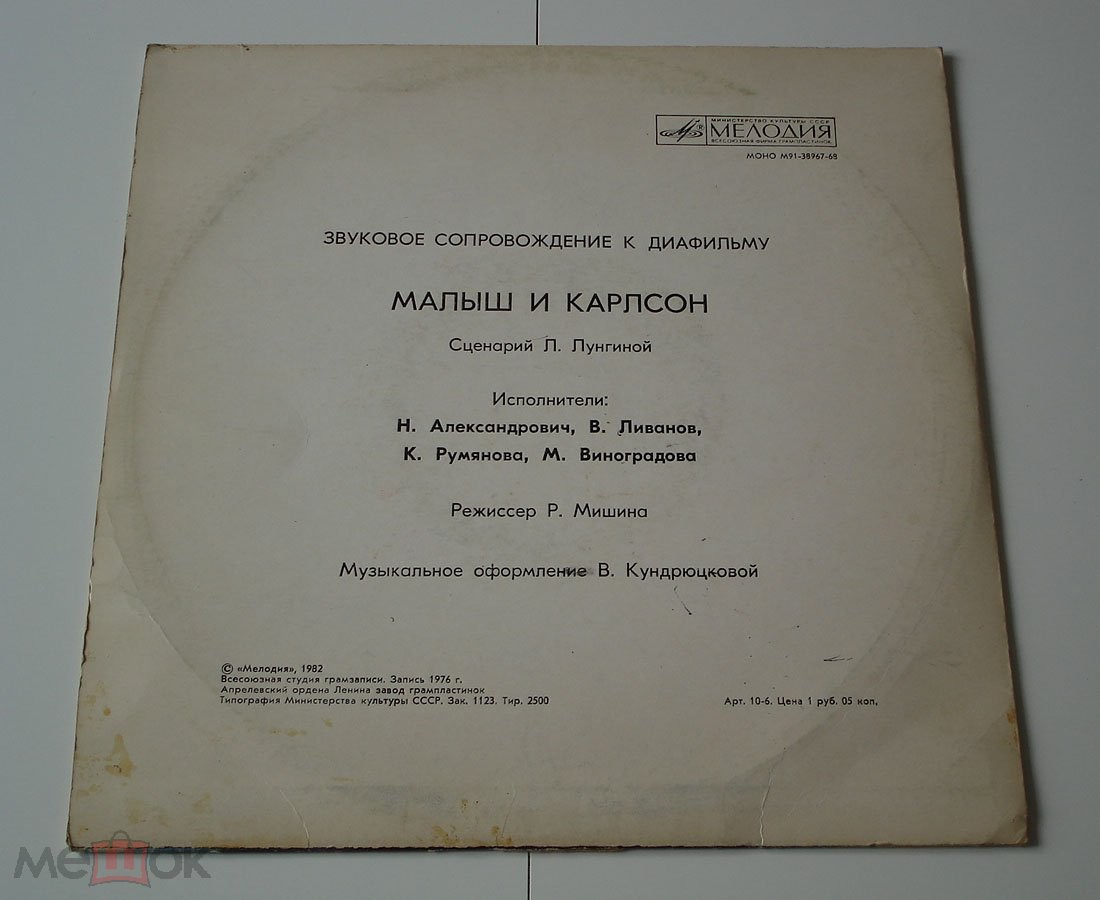 МИНИСТЕРСТВО КУЛЬТУРЫ СССР
МЕЛОДИЯ
ВСЕСОЮЗНАЯ ФИРМА ГРАМПЛАСТИНОК
МОНО М91-38967-68
ЗВУКОВОЕ СОПРОВОЖДЕНИЕ К ДИАФИЛЬМУ
МАЛЫШ И КАРЛСОН
Сценарий Л. Лунгиной
Исполнители:
Н. Александрович, В. Ливанов,
К. Румянова, М. Виноградова
Режиссер Р. Мишина
Музыкальное оформление В. Кундрюцковой
© «Мелодия», 1982
Всесоюзная студия грамзаписи. Запись 1976 г.
Апрелевский ордена Ленина завод грампластинок
Типография Министерства культуры СССР. Зак. 1123. Тир. 2500
Арт. 10-6. Цена 1 руб. 05 коп.
мешок